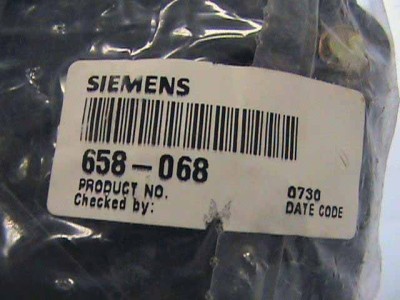 SIEMENS
658-068
PRODUCT NO. 0730
Checked by: DATE CODE